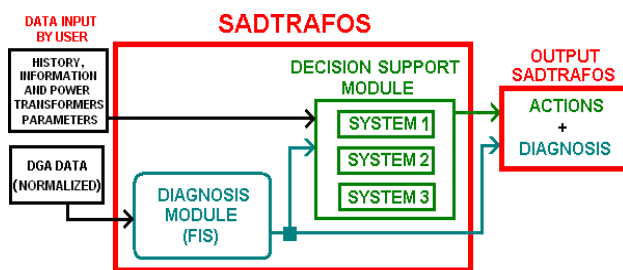 DATA INPUT
BY USER
HISTORY,
INFORMATION
AND POWER
TRANSFORMERS
PARAMETERS
DGA DATA
(NORMALIZED)
SADTRAFOS
DIAGNOSIS
MODULE
(FIS)
DECISION SUPPORT
MODULE
SYSTEM 1
SYSTEM 2
SYSTEM 3
OUTPUT
SADTRAFOS
ACTIONS
+
DIAGNOSIS